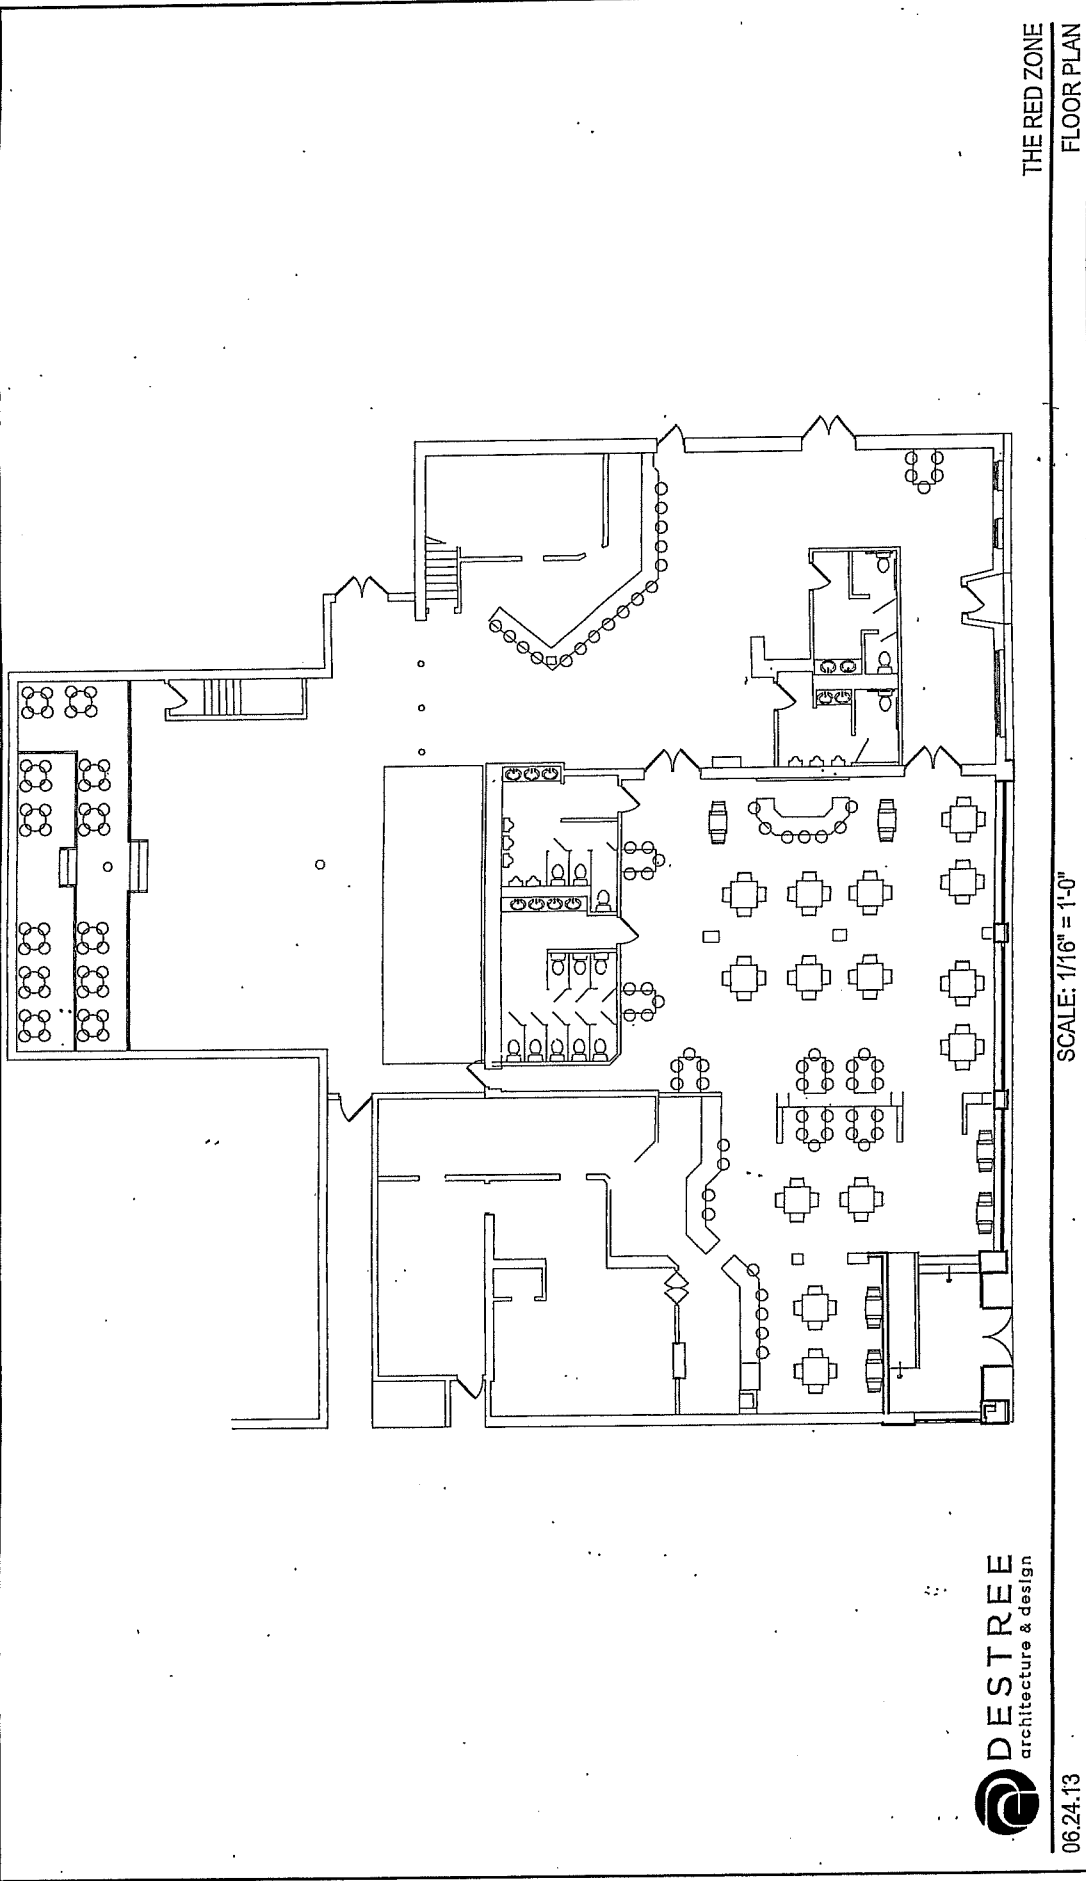 THE RED ZONE
FLOOR PLAN
SCALE: 1/16" = 1'-0"
DESTREE
architecture & design
06.24.13